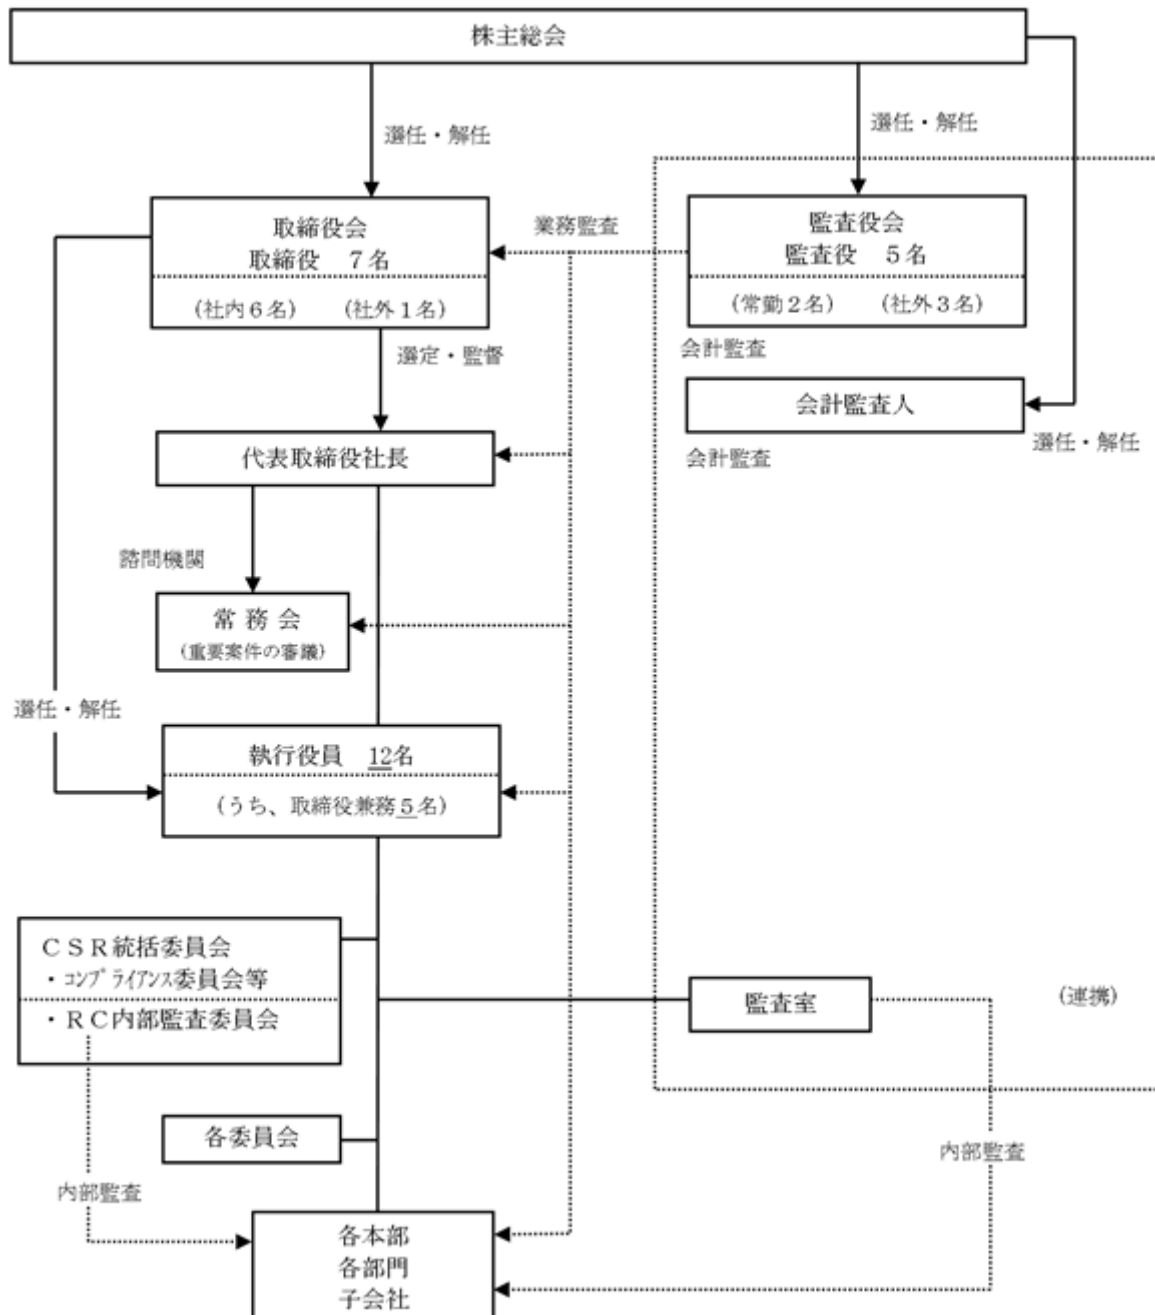 株主総会
選任・解任
選任・解任
取締役会
取締役 7名
(社内6名) (社外1名)
業務監査
監査役会
監査役 5名
(常勤2名) (社外3名)
会計監査
選定・監督
会計監査人
選任・解任
会計監査
代表取締役社長
諮問機関
常務会
(重要案件の審議)
選任・解任
執行役員 12名
(うち、取締役兼務5名)
CSR統括委員会
・コンプライアンス委員会等
・RC内部監査委員会
監査室
(連携)
各委員会
内部監査
内部監査
各本部
各部門
子会社